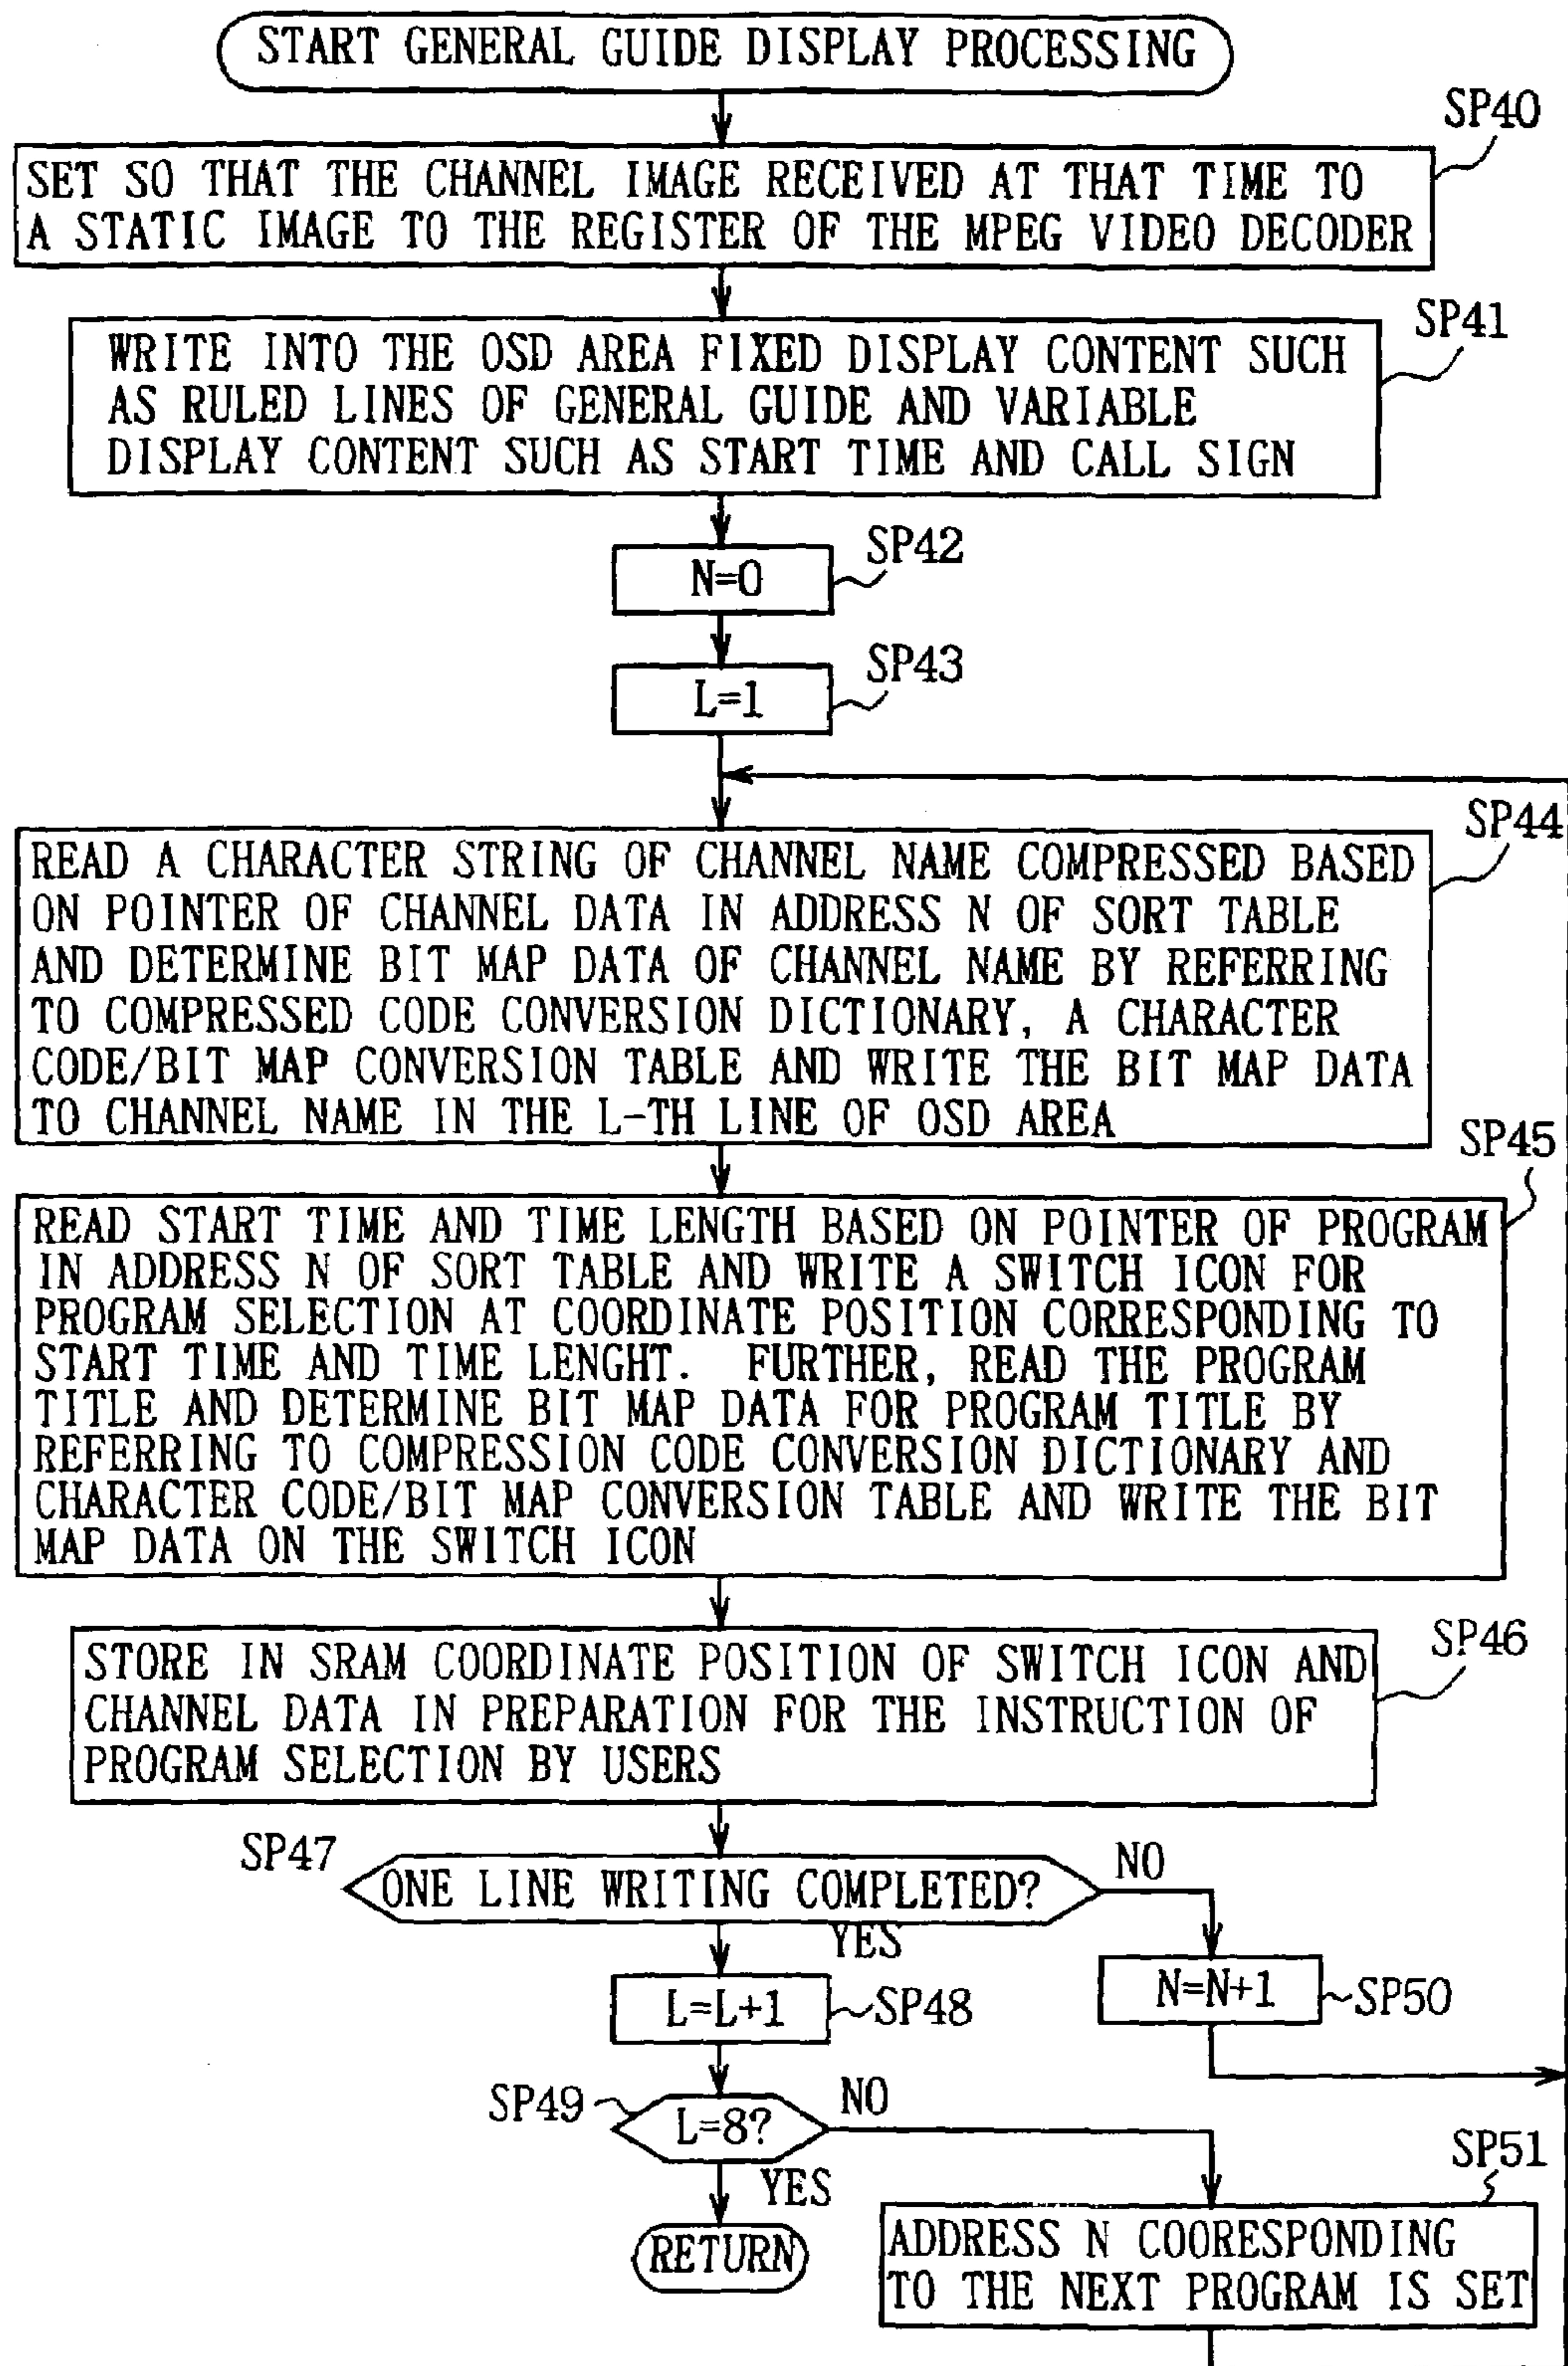 START GENERAL GUIDE DISPLAY PROCESSING
SP40
SET SO THAT THE CHANNEL IMAGE RECEIVED AT THAT TIME TO
A STATIC IMAGE TO THE REGISTER OF THE MPEG VIDEO DECODER
SP41
WRITE INTO THE OSD AREA FIXED DISPLAY CONTENT SUCH
AS RULED LINES OF GENERAL GUIDE AND VARIABLE
DISPLAY CONTENT SUCH AS START TIME AND CALL SIGN
SP42
N=0
SP43
L=1
SP44
READ A CHARACTER STRING OF CHANNEL NAME COMPRESSED BASED
ON POINTER OF CHANNEL DATA IN ADDRESS N OF SORT TABLE
AND DETERMINE BIT MAP DATA OF CHANNEL NAME BY REFERRING
TO COMPRESSED CODE CONVERSION DICTIONARY, A CHARACTER
CODE/BIT MAP CONVERSION TABLE AND WRITE THE BIT MAP DATA
TO CHANNEL NAME IN THE L-TH LINE OF OSD AREA
SP45
READ START TIME AND TIME LENGTH BASED ON POINTER OF PROGRAM
IN ADDRESS N OF SORT TABLE AND WRITE A SWITCH ICON FOR
PROGRAM SELECTION AT COORDINATE POSITION CORRESPONDING TO
START TIME AND TIME LENGHT. FURTHER, READ THE PROGRAM
TITLE AND DETERMINE BIT MAP DATA FOR PROGRAM TITLE BY
REFERRING TO COMPRESSION CODE CONVERSION DICTIONARY AND
CHARACTER CODE/BIT MAP CONVERSION TABLE AND WRITE THE BIT
MAP DATA ON THE SWITCH ICON
SP46
STORE IN SRAM COORDINATE POSITION OF SWITCH ICON AND
CHANNEL DATA IN PREPARATION FOR THE INSTRUCTION OF
PROGRAM SELECTION BY USERS
SP47
ONE LINE WRITING COMPLETED?
NO
YES
L=L+1
SP48
N=N+1
SP50
SP49
L=8?
NO
YES
RETURN
SP51
ADDRESS N COORESPONDING
TO THE NEXT PROGRAM IS SET